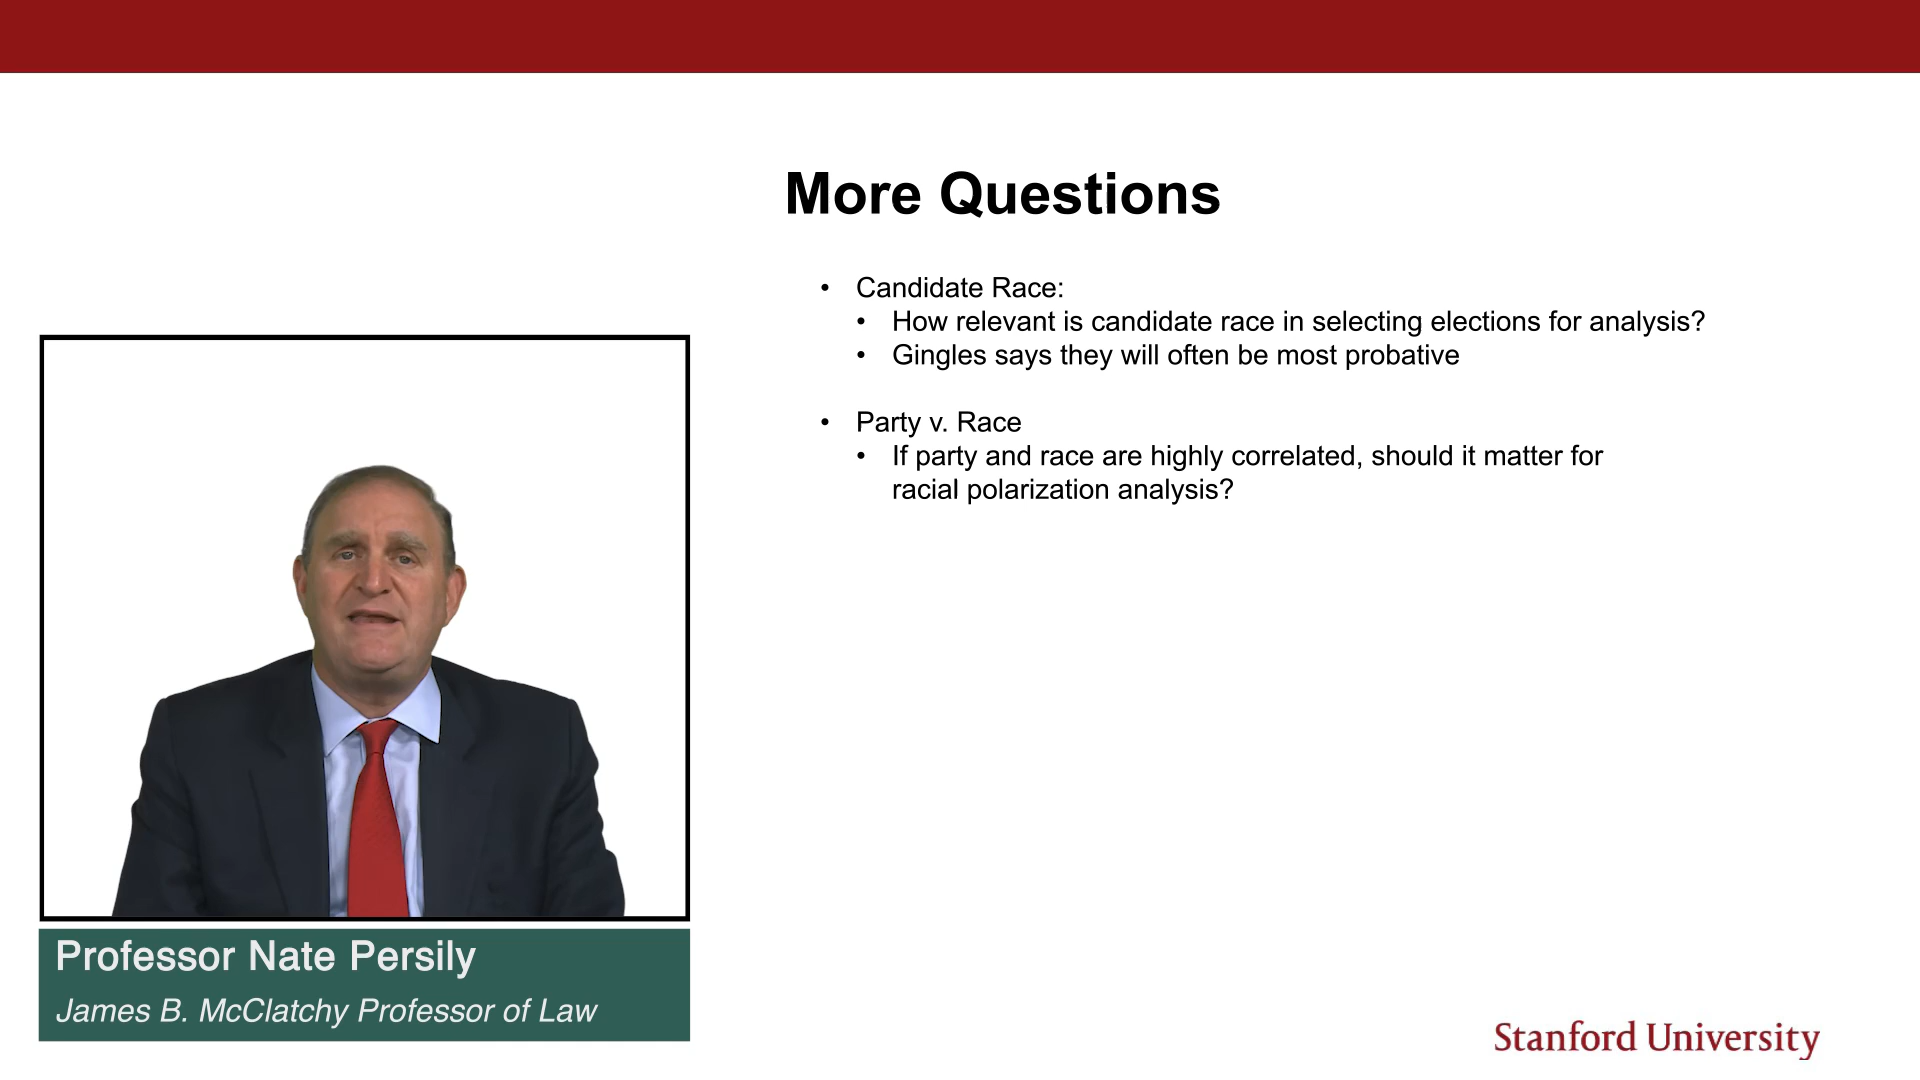 More Questions
• Candidate Race:
• How relevant is candidate race in selecting elections for analysis?
• Gingles says they will often be most probative
• Party v. Race
• If party and race are highly correlated, should it matter for
racial polarization analysis?
Professor Nate Persily
James B. McClatchy Professor of Law
Stanford University